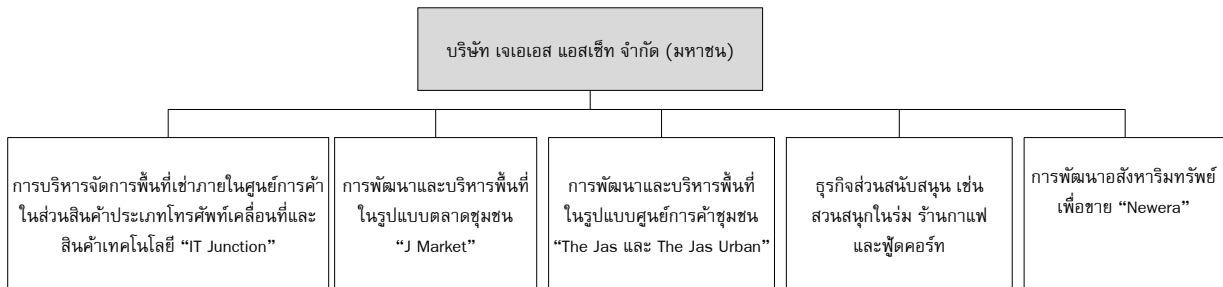 บริษัท เจเอเอส แอสเซ็ท จำกัด (มหาชน)
การบริหารจัดการพื้นที่เช่าภายในศูนย์การค้า
ในส่วนสินค้าประเภทโทรศัพท์เคลื่อนที่และ
สินค้าเทคโนโลยี “IT Junction”
การพัฒนาและบริหารพื้นที่
ในรูปแบบตลาดชุมชน
“J Market”
การพัฒนาและบริหารพื้นที่
ในรูปแบบศูนย์การค้าชุมชน
“The Jas และ The Jas Urban”
ธุรกิจส่วนสนับสนุน เช่น
สวนสนุกในร่ม ร้านกาแฟ
และฟู้ดคอร์ท
การพัฒนาอสังหาริมทรัพย์
เพื่อขาย “Newera”